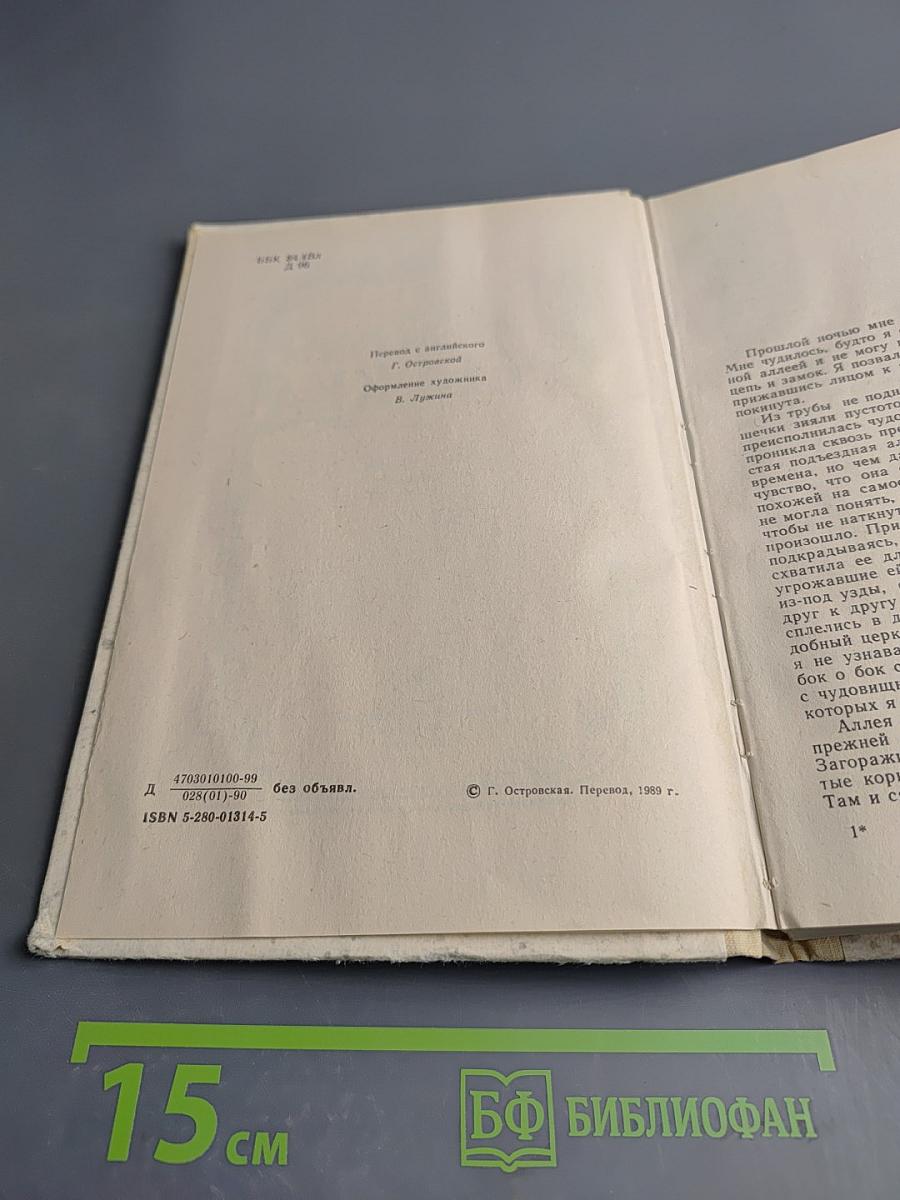 ББК 84.4Вл
Д 96
Перевод с английского
Г. Островской
Оформление художника
В. Лужина
Д 4703010100-99
028(01)-90 без объявл.
ISBN 5-280-01314-5
© Г. Островская. Перевод, 1989 г.
Прошлой ночью мне
Мне чудилось, будто я
ной аллеей и не могу
цепь и замок. Я позвал
прижавшись лицом к
покинута.
Из трубы не подн
шечки зияли пустото
преисполнилась чудо
проникла сквозь пре
стая подъездная ал
времена, но чем да
чувство, что она
похожей на само
не могла понять,
чтобы не наткнут
произошло. При
подкрадываясь,
схватила ее дл
угрожавшие ей
из-под узды,
друг к другу
сплелись в д
добный церк
я не узнава
бок о бок с
с чудовищн
которых я
Аллея
прежней
Загоражи
тые кор
Там и с
1*
15 см
БФ БИБЛИОФАН